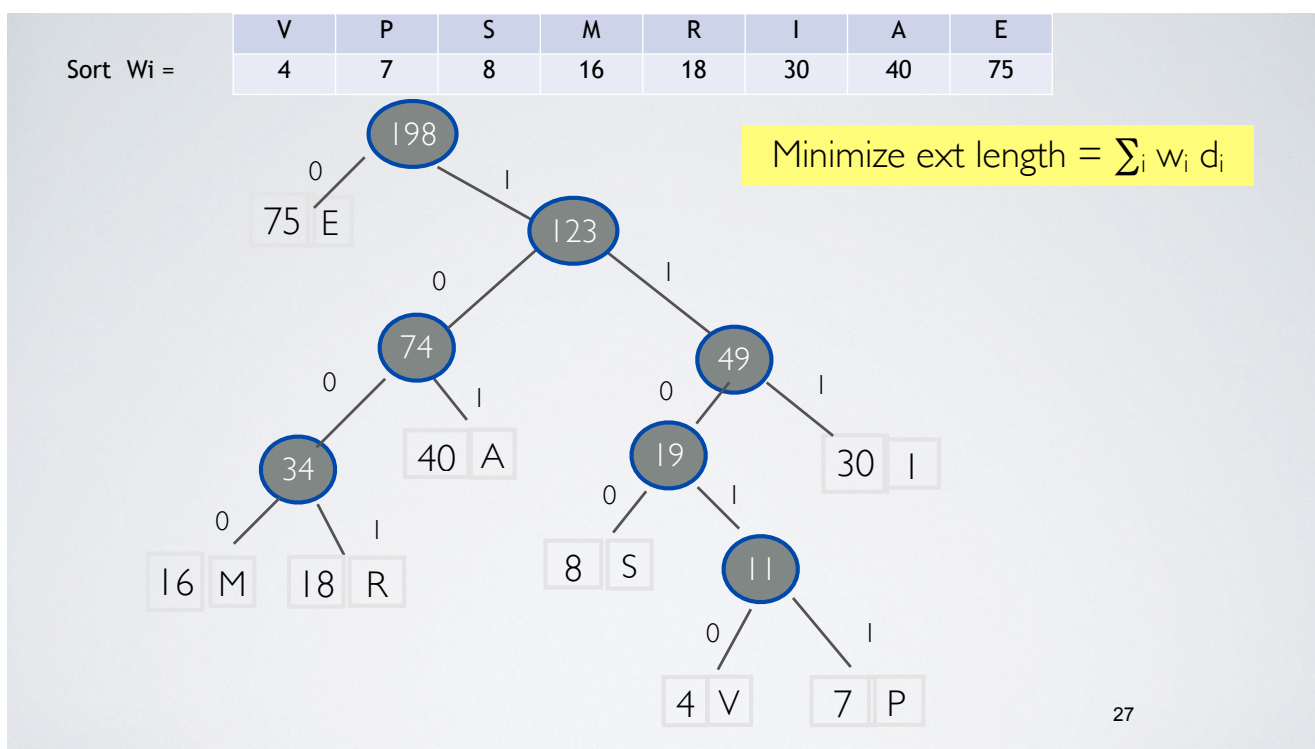 V P S M R I A E
Sort Wi = 4 7 8 16 18 30 40 75
198
Minimize ext length = ∑i wi di
0 1
75 E
123
0 1
74
49
0 1 0 1
40 A
19
30 I
34
0 1
0 1
8 S
11
16 M 18 R
0 1
4 V 7 P
27